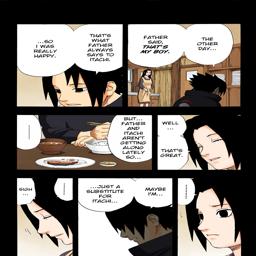 THE
OTHER
DAY...
FATHER
SAID,
THAT'S
MY BOY.
THAT'S
WHAT
FATHER
ALWAYS
SAYS TO
ITACHI.
...SO
I WAS
REALLY
HAPPY.
WELL
...
THAT'S
GREAT.
BUT...
FATHER
AND
ITACHI
AREN'T
GETTING
ALONG
LATELY
SO...
MAYBE
I'M...
...JUST A
SUBSTITUTE
FOR
ITACHI.